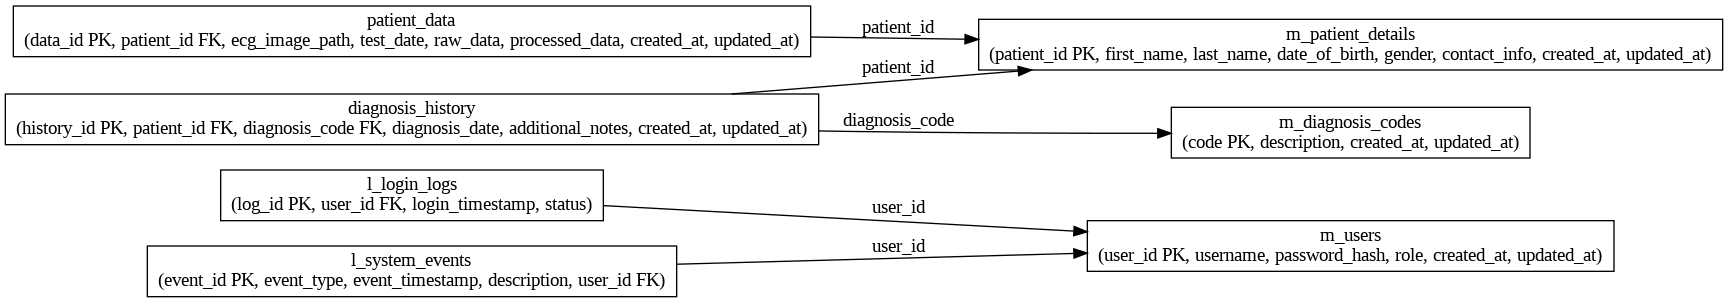 patient_data
(data_id PK, patient_id FK, ecg_image_path, test_date, raw_data, processed_data, created_at, updated_at)
patient_id
m_patient_details
(patient_id PK, first_name, last_name, date_of_birth, gender, contact_info, created_at, updated_at)
patient_id
diagnosis_history
(history_id PK, patient_id FK, diagnosis_code FK, diagnosis_date, additional_notes, created_at, updated_at)
diagnosis_code
m_diagnosis_codes
(code PK, description, created_at, updated_at)
l_login_logs
(log_id PK, user_id FK, login_timestamp, status)
user_id
m_users
(user_id PK, username, password_hash, role, created_at, updated_at)
user_id
l_system_events
(event_id PK, event_type, event_timestamp, description, user_id FK)